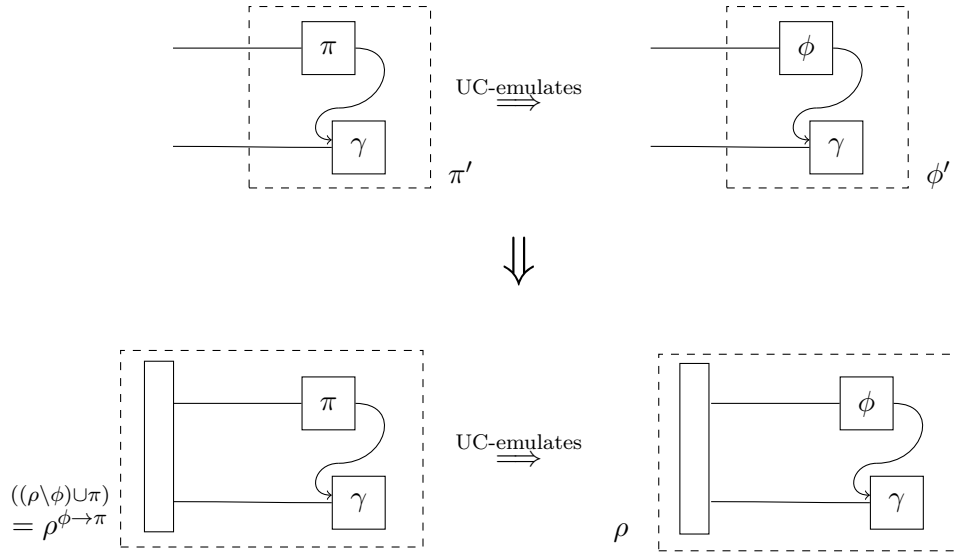 π
ϕ
UC-emulates
⟹
γ
γ
π′
ϕ′
⇓
π
ϕ
UC-emulates
⟹
γ
γ
((ρ\ϕ)∪π)
= ρ^{ϕ→π}
ρ